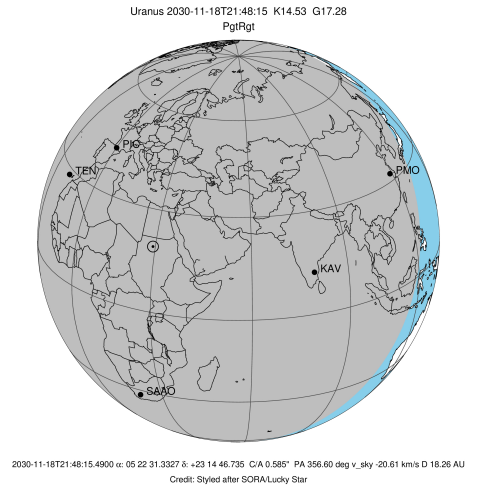 Uranus 2030-11-18T21:48:15 K14.53 G17.28
PgtRgt
PIC
TEN
PMO
KAV
SAAO
2030-11-18T21:48:15.4900 α: 05 22 31.3327 δ: +23 14 46.735 C/A 0.585" PA 356.60 deg v_sky -20.61 km/s D 18.26 AU
Credit: Styled after SORA/Lucky Star